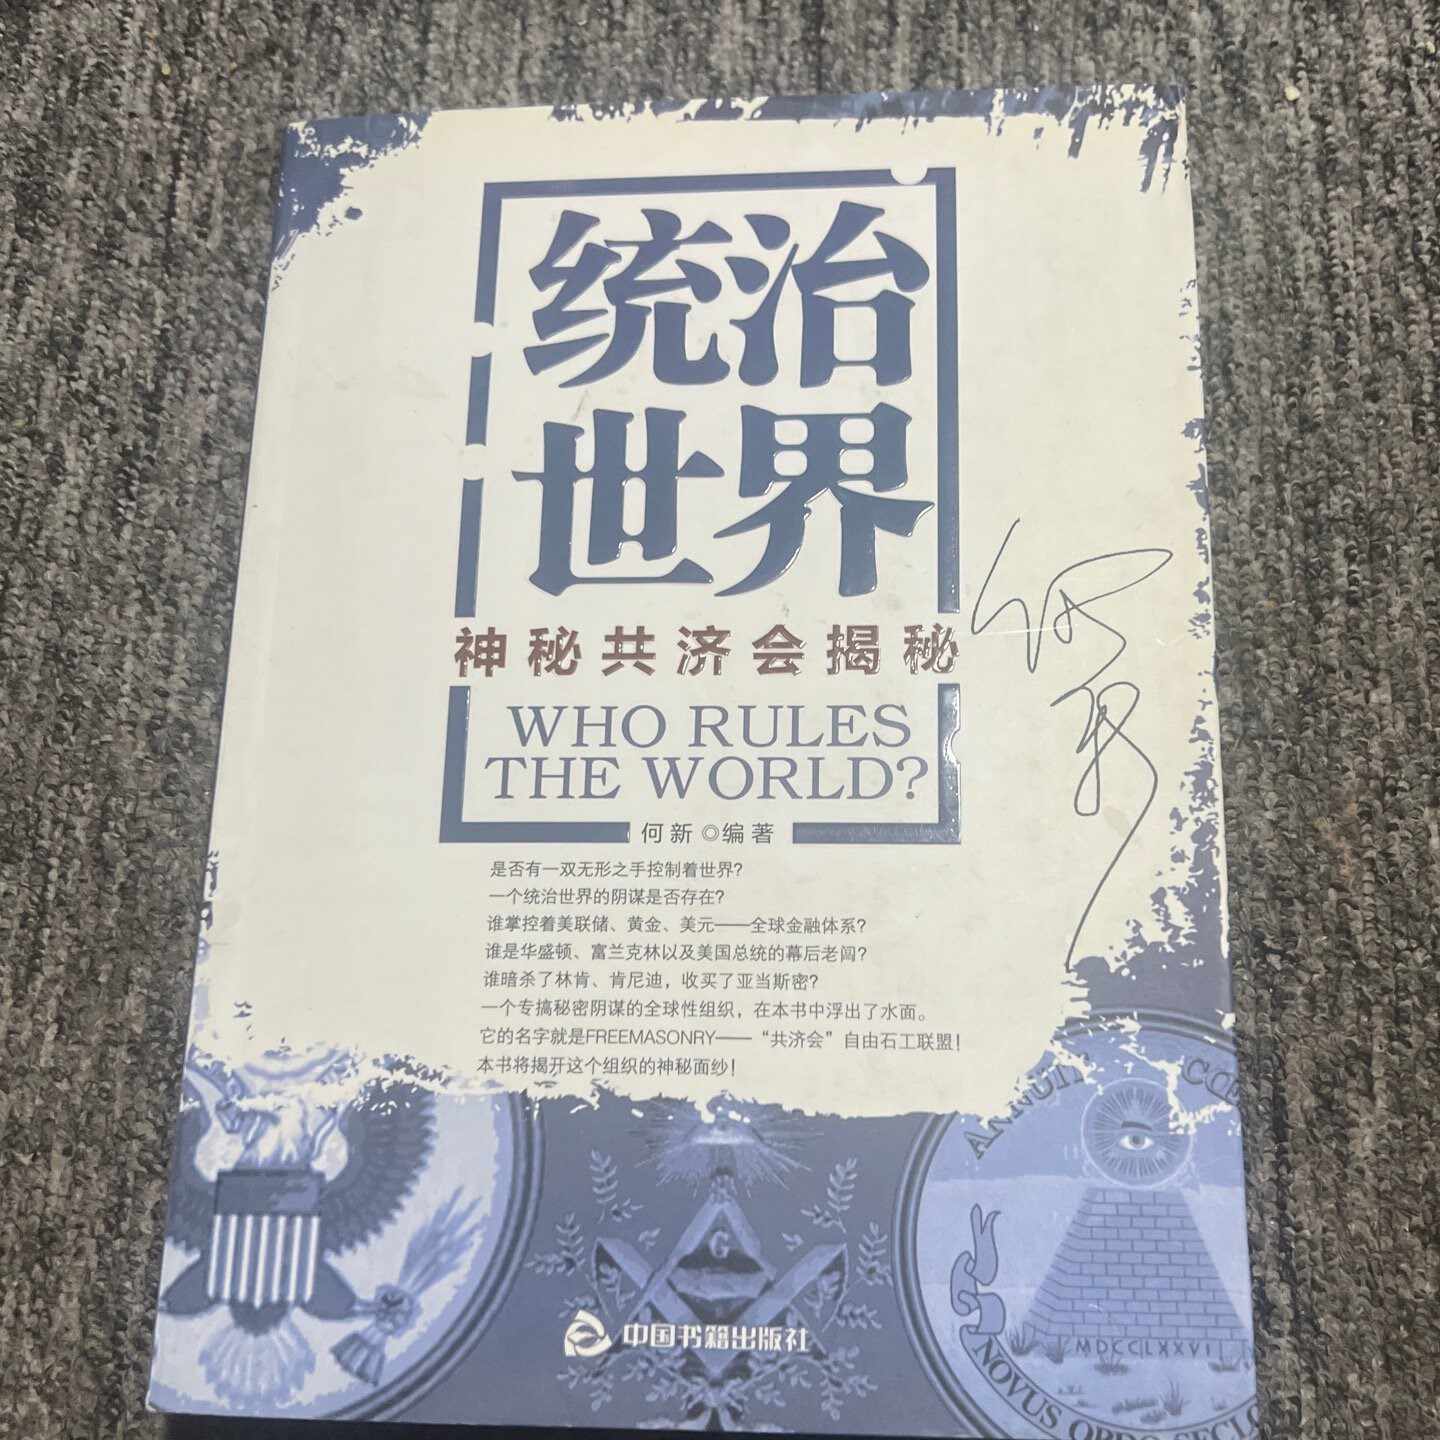 统治
世界
神秘共济会揭秘
WHO RULES
THE WORLD?
何新◎编著
是否有一双无形之手控制着世界？
一个统治世界的阴谋是否存在？
谁掌控着美联储、黄金、美元——全球金融体系？
谁是华盛顿、富兰克林以及美国总统的幕后老闆？
谁暗杀了林肯、肯尼迪，收买了亚当斯密？
一个专搞秘密阴谋的全球性组织，在本书中浮出了水面。
它的名字就是FREEMASONRY——“共济会”自由石工联盟！
本书将揭开这个组织的神秘面纱！
何新
ANNUIT CŒ
G
MDCCLXXVI
NOVUS ORDO SECLO
中国书籍出版社